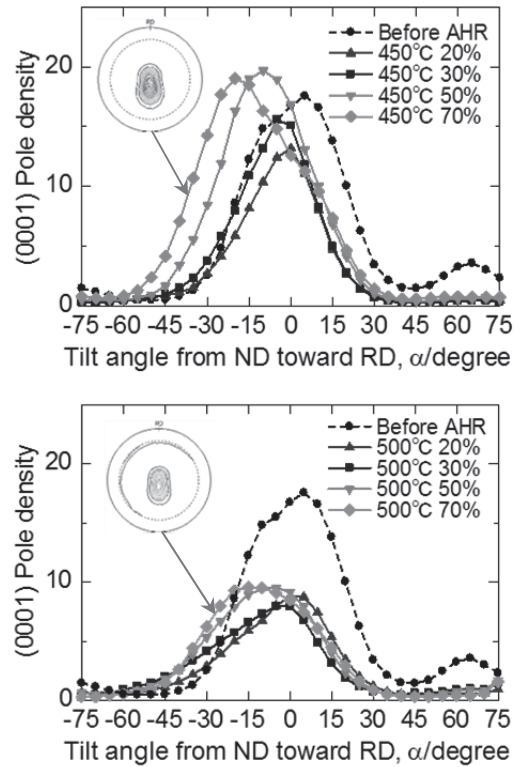 RD
Before AHR
450°C 20%
450°C 30%
450°C 50%
450°C 70%
20
10
0
(0001) Pole density
-75 -60 -45 -30 -15 0 15 30 45 60 75
Tilt angle from ND toward RD, α/degree
RD
Before AHR
500°C 20%
500°C 30%
500°C 50%
500°C 70%
20
10
0
(0001) Pole density
-75 -60 -45 -30 -15 0 15 30 45 60 75
Tilt angle from ND toward RD, α/degree